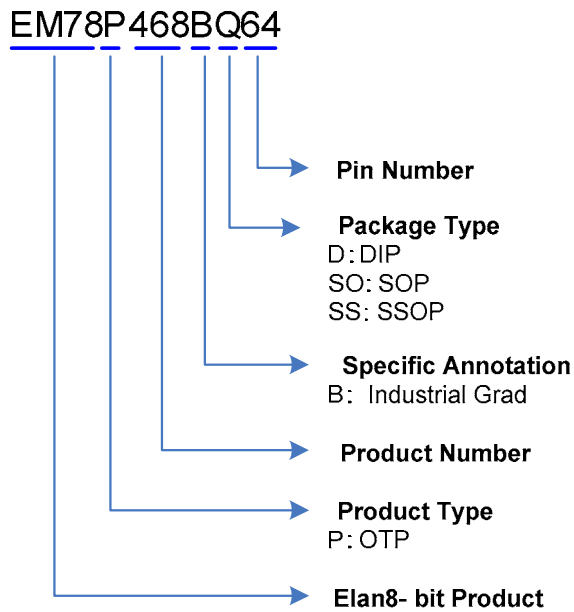 EM78P468BQ64
Pin Number
Package Type
D: DIP
SO: SOP
SS: SSOP
Specific Annotation
B: Industrial Grad
Product Number
Product Type
P: OTP
Elan8- bit Product